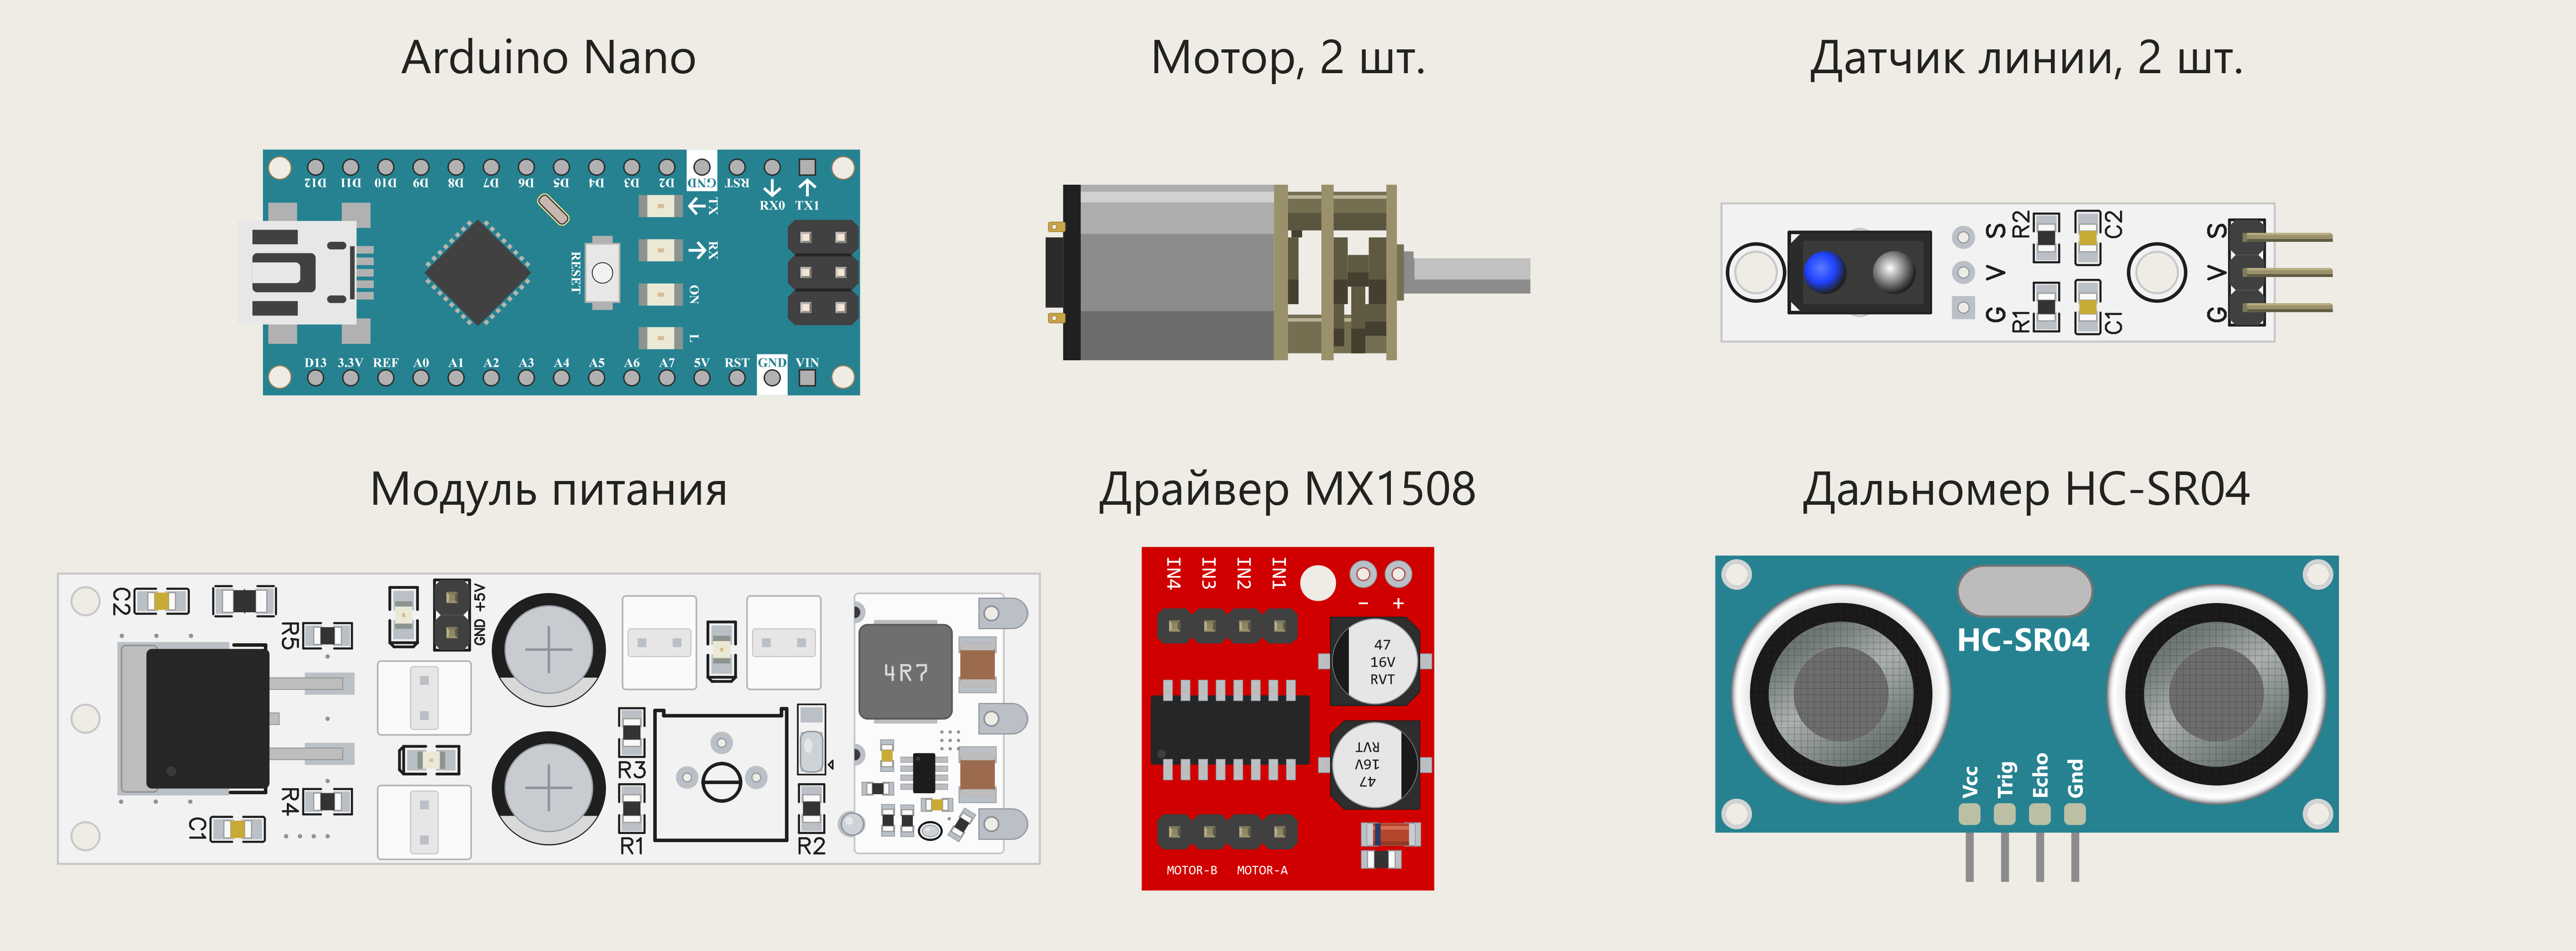 Arduino Nano
Мотор, 2 шт.
Датчик линии, 2 шт.
D12 D11 D10 D9 D8 D7 D6 D5 D4 D3 D2 GND RST RX0 TX1
TX
RX
RESET
ON
L
D13 3.3V REF A0 A1 A2 A3 A4 A5 A6 A7 5V RST GND VIN
S V G
R2 C2
R1 C1
S V G
Модуль питания
Драйвер MX1508
Дальномер HC-SR04
C2
R5
GND +5V
R4
C1
R3
R1
R2
4R7
IN4 IN3 IN2 IN1
− +
47
16V
RVT
47
16V
RVT
MOTOR-B MOTOR-A
HC-SR04
Vcc Trig Echo Gnd